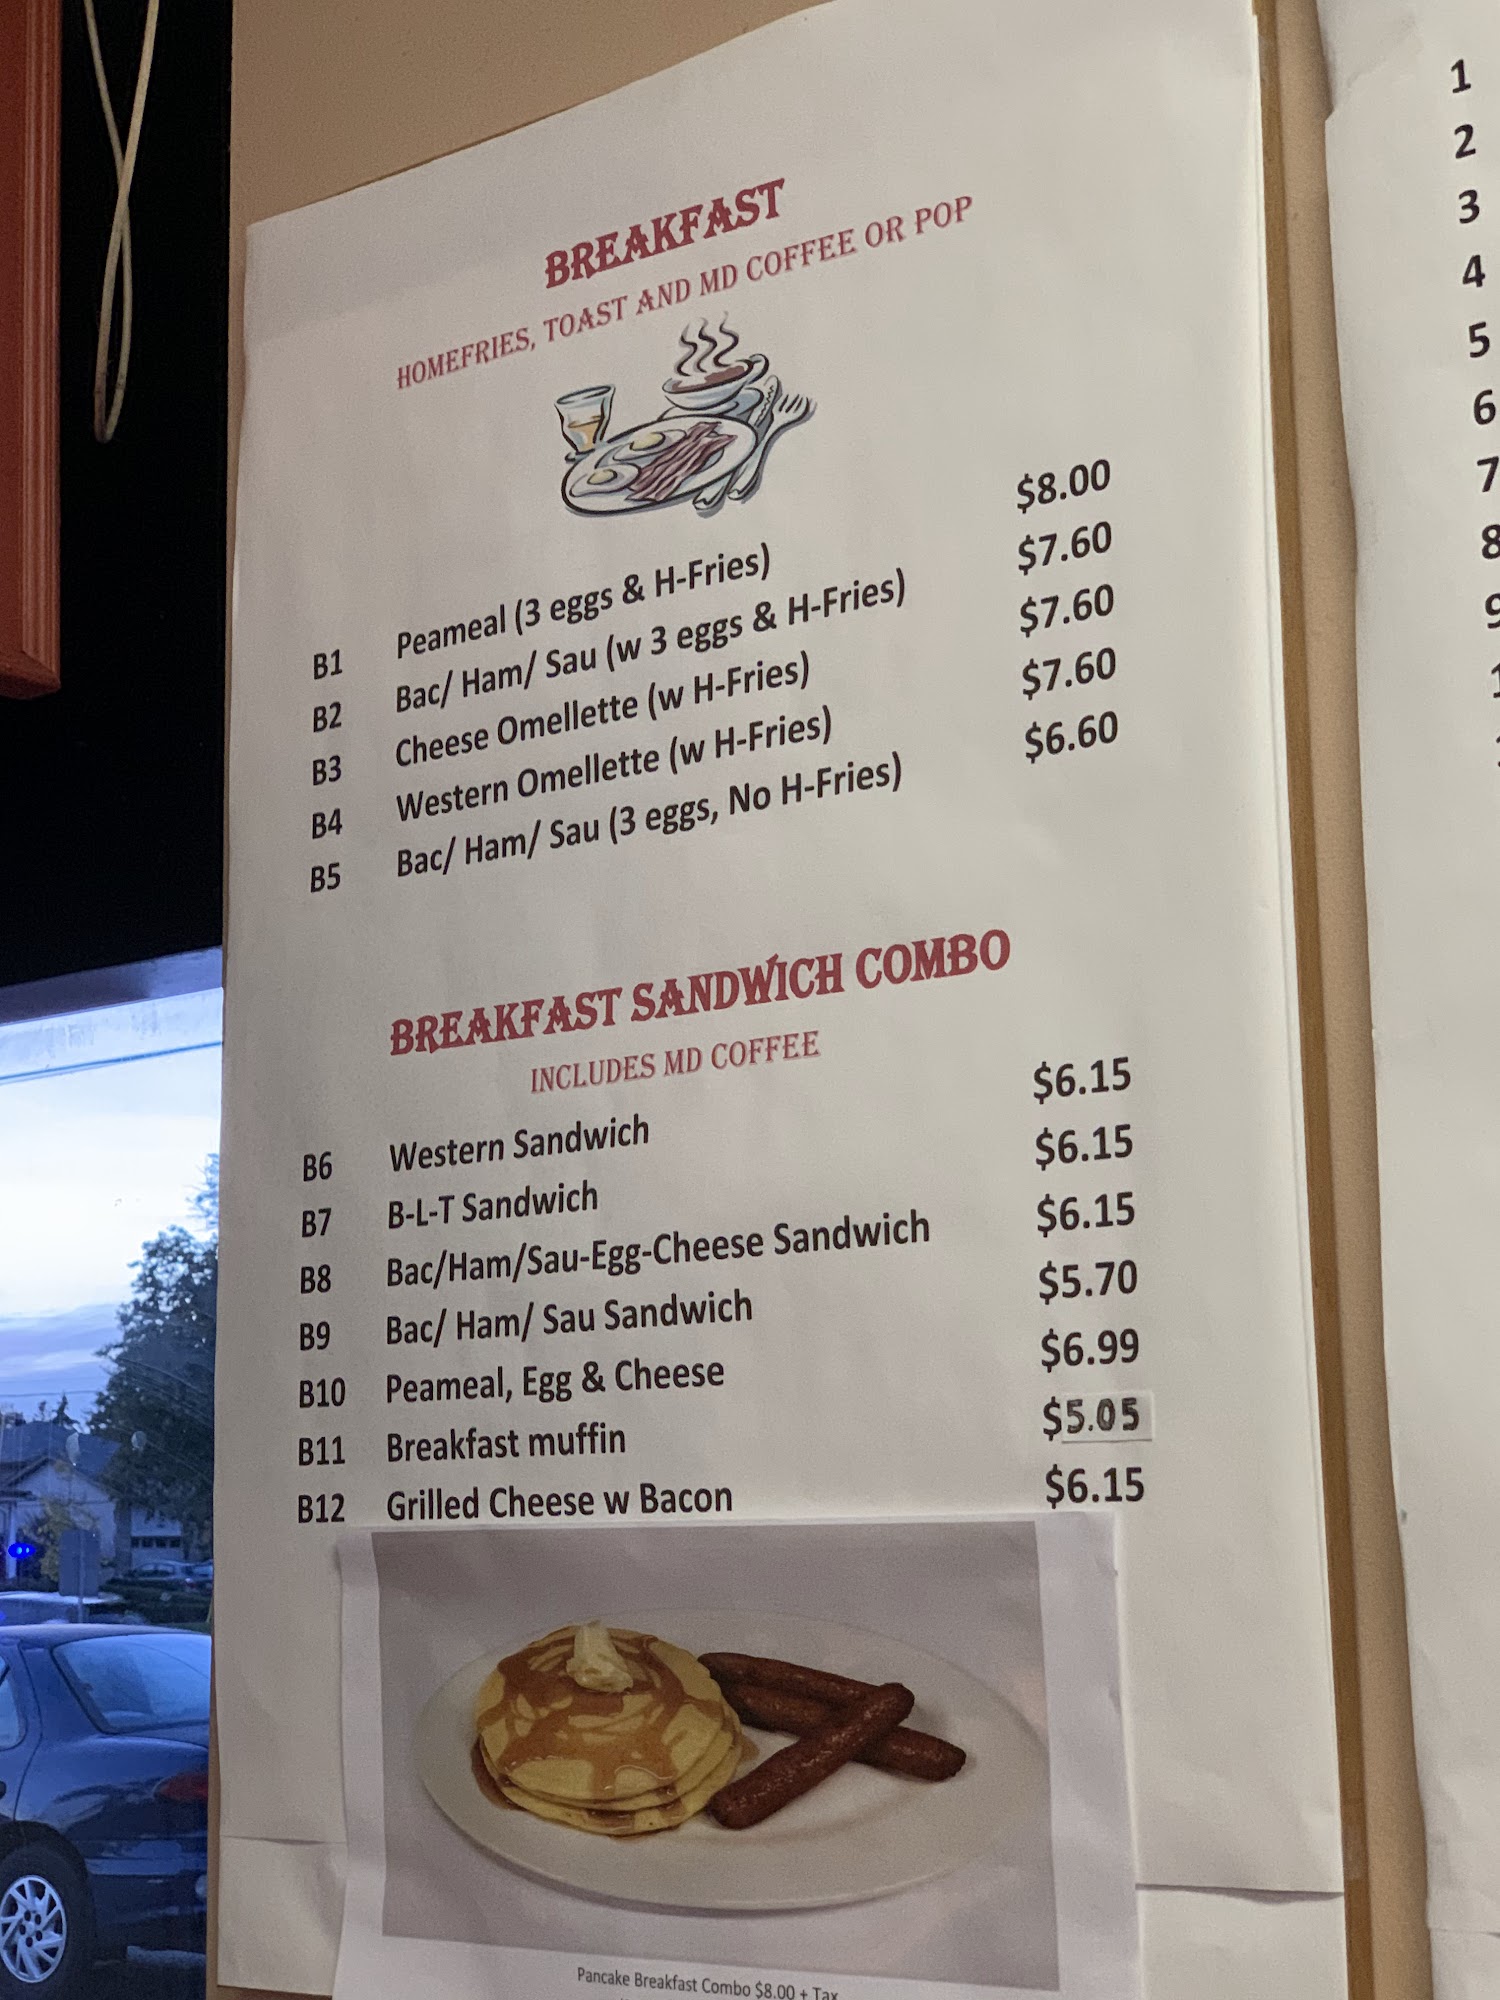 BREAKFAST
HOMEFRIES, TOAST AND MD COFFEE OR POP
B1 Peameal (3 eggs & H-Fries) $8.00
B2 Bac/ Ham/ Sau (w 3 eggs & H-Fries) $7.60
B3 Cheese Omellette (w H-Fries) $7.60
B4 Western Omellette (w H-Fries) $7.60
B5 Bac/ Ham/ Sau (3 eggs, No H-Fries) $6.60
BREAKFAST SANDWICH COMBO
INCLUDES MD COFFEE
B6 Western Sandwich $6.15
B7 B-L-T Sandwich $6.15
B8 Bac/Ham/Sau-Egg-Cheese Sandwich $6.15
B9 Bac/ Ham/ Sau Sandwich $5.70
B10 Peameal, Egg & Cheese $6.99
B11 Breakfast muffin $5.05
B12 Grilled Cheese w Bacon $6.15
Pancake Breakfast Combo $8.00 + Tax
1
2
3
4
5
6
7
8
9